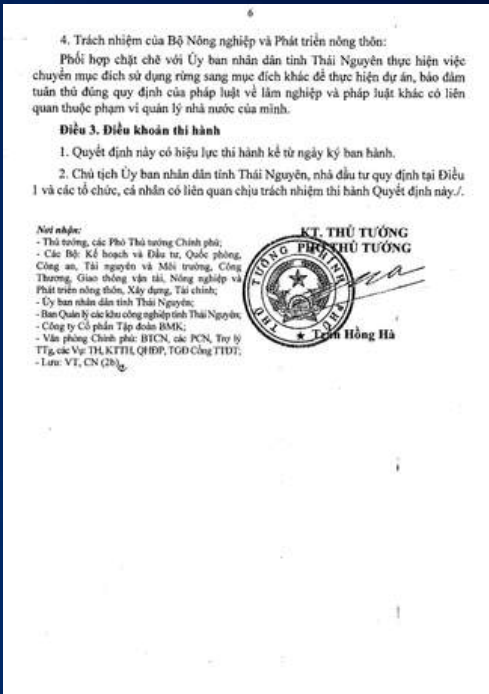 6
4. Trách nhiệm của Bộ Nông nghiệp và Phát triển nông thôn:
Phối hợp chặt chẽ với Ủy ban nhân dân tỉnh Thái Nguyên thực hiện việc
chuyển mục đích sử dụng rừng sang mục đích khác để thực hiện dự án, bảo đảm
tuân thủ đúng quy định của pháp luật về lâm nghiệp và pháp luật khác có liên
quan thuộc phạm vi quản lý nhà nước của mình.
Điều 3. Điều khoản thi hành
1. Quyết định này có hiệu lực thi hành kể từ ngày ký ban hành.
2. Chủ tịch Ủy ban nhân dân tỉnh Thái Nguyên, nhà đầu tư quy định tại Điều
1 và các tổ chức, cá nhân có liên quan chịu trách nhiệm thi hành Quyết định này./.
Nơi nhận:
- Thủ tướng, các Phó Thủ tướng Chính phủ;
- Các Bộ: Kế hoạch và Đầu tư, Quốc phòng,
Công an, Tài nguyên và Môi trường, Công
Thương, Giao thông vận tải, Nông nghiệp và
Phát triển nông thôn, Xây dựng, Tài chính;
- Ủy ban nhân dân tỉnh Thái Nguyên;
- Ban Quản lý các khu công nghiệp tỉnh Thái Nguyên;
- Công ty Cổ phần Tập đoàn BMK;
- Văn phòng Chính phủ: BTCN, các PCN, Trợ lý
TTg, các Vụ: TH, KTTH, QHĐP, TGĐ Cổng TTĐT;
- Lưu: VT, CN (2b)
KT. THỦ TƯỚNG
PHÓ THỦ TƯỚNG
THỦ TƯỚNG CHÍNH PHỦ
Trần Hồng Hà